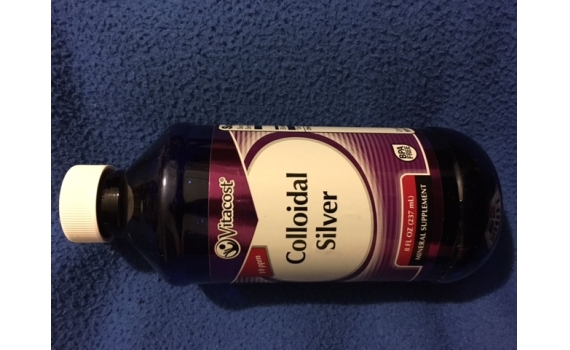 Vitacost®
10 ppm
Colloidal
Silver
BPA
FREE
8 FL OZ (237 mL)
MINERAL SUPPLEMENT